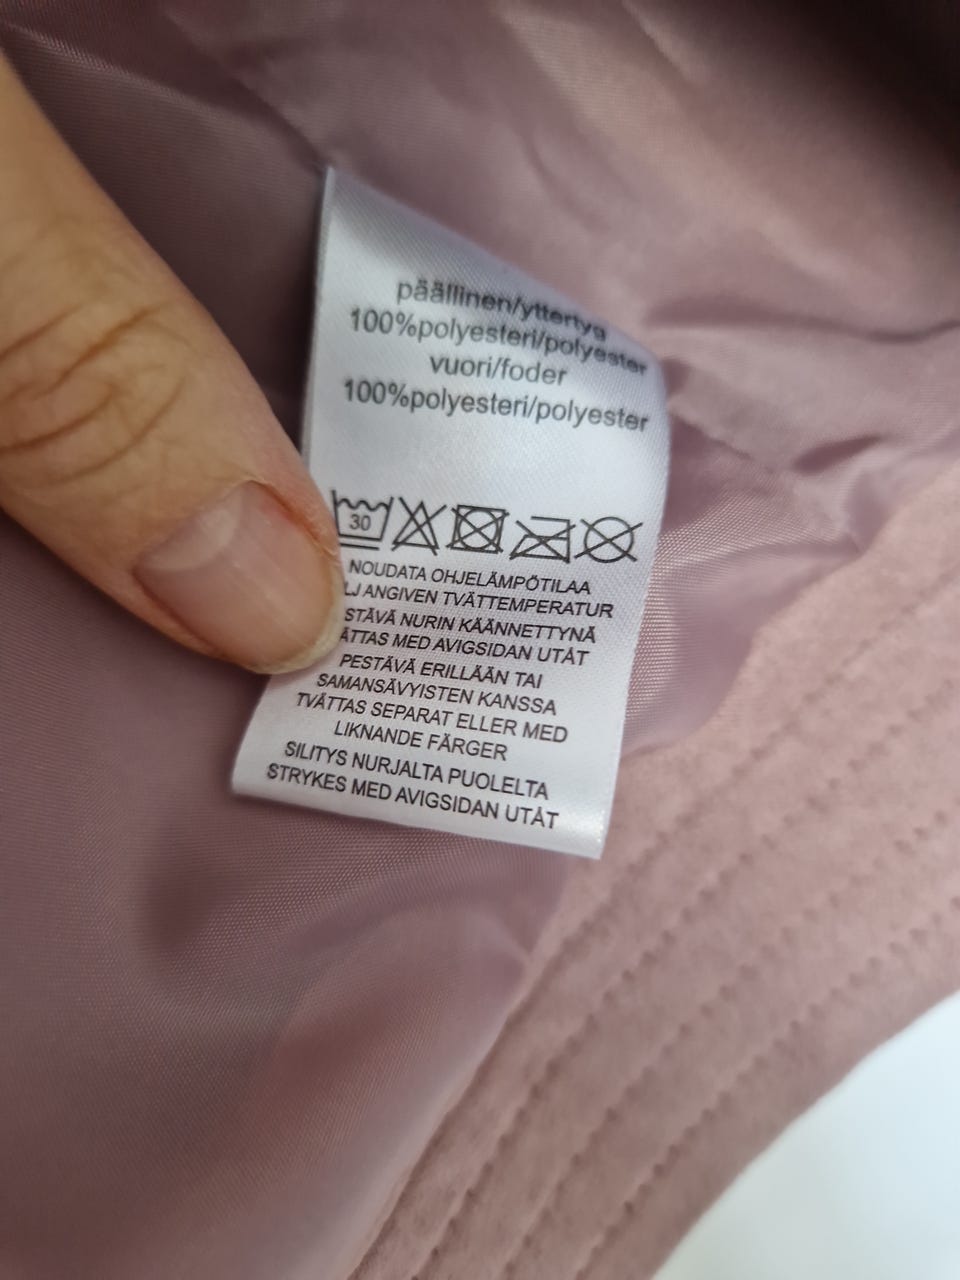 päällinen/yttertyg
100%polyesteri/polyester
vuori/foder
100%polyesteri/polyester
30
NOUDATA OHJELÄMPÖTILAA
ANGIVEN TVÄTTEMPERATUR
NURIN KÄÄNNETTYNÄ
MED AVIGSIDAN UTÅT
PESTÄVÄ ERILLÄÄN TAI
SAMANSÄVYISTEN KANSSA
TVÄTTAS SEPARAT ELLER MED
LIKNANDE FÄRGER
SILITYS NURJALTA PUOLELTA
STRYKES MED AVIGSIDAN UTÅT